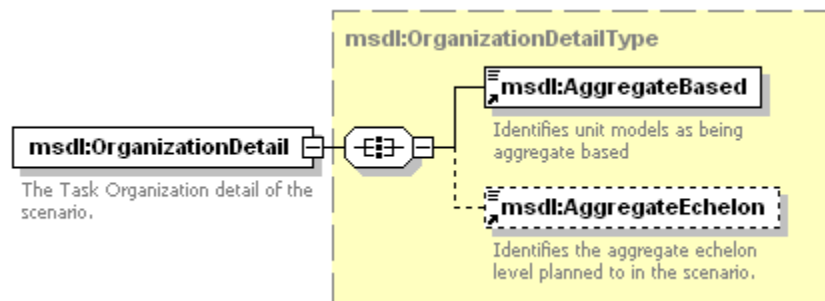 msdl:OrganizationDetailType
msdl:AggregateBased
Identifies unit models as being
aggregate based
msdl:OrganizationDetail
The Task Organization detail of the
scenario.
msdl:AggregateEchelon
Identifies the aggregate echelon
level planned to in the scenario.